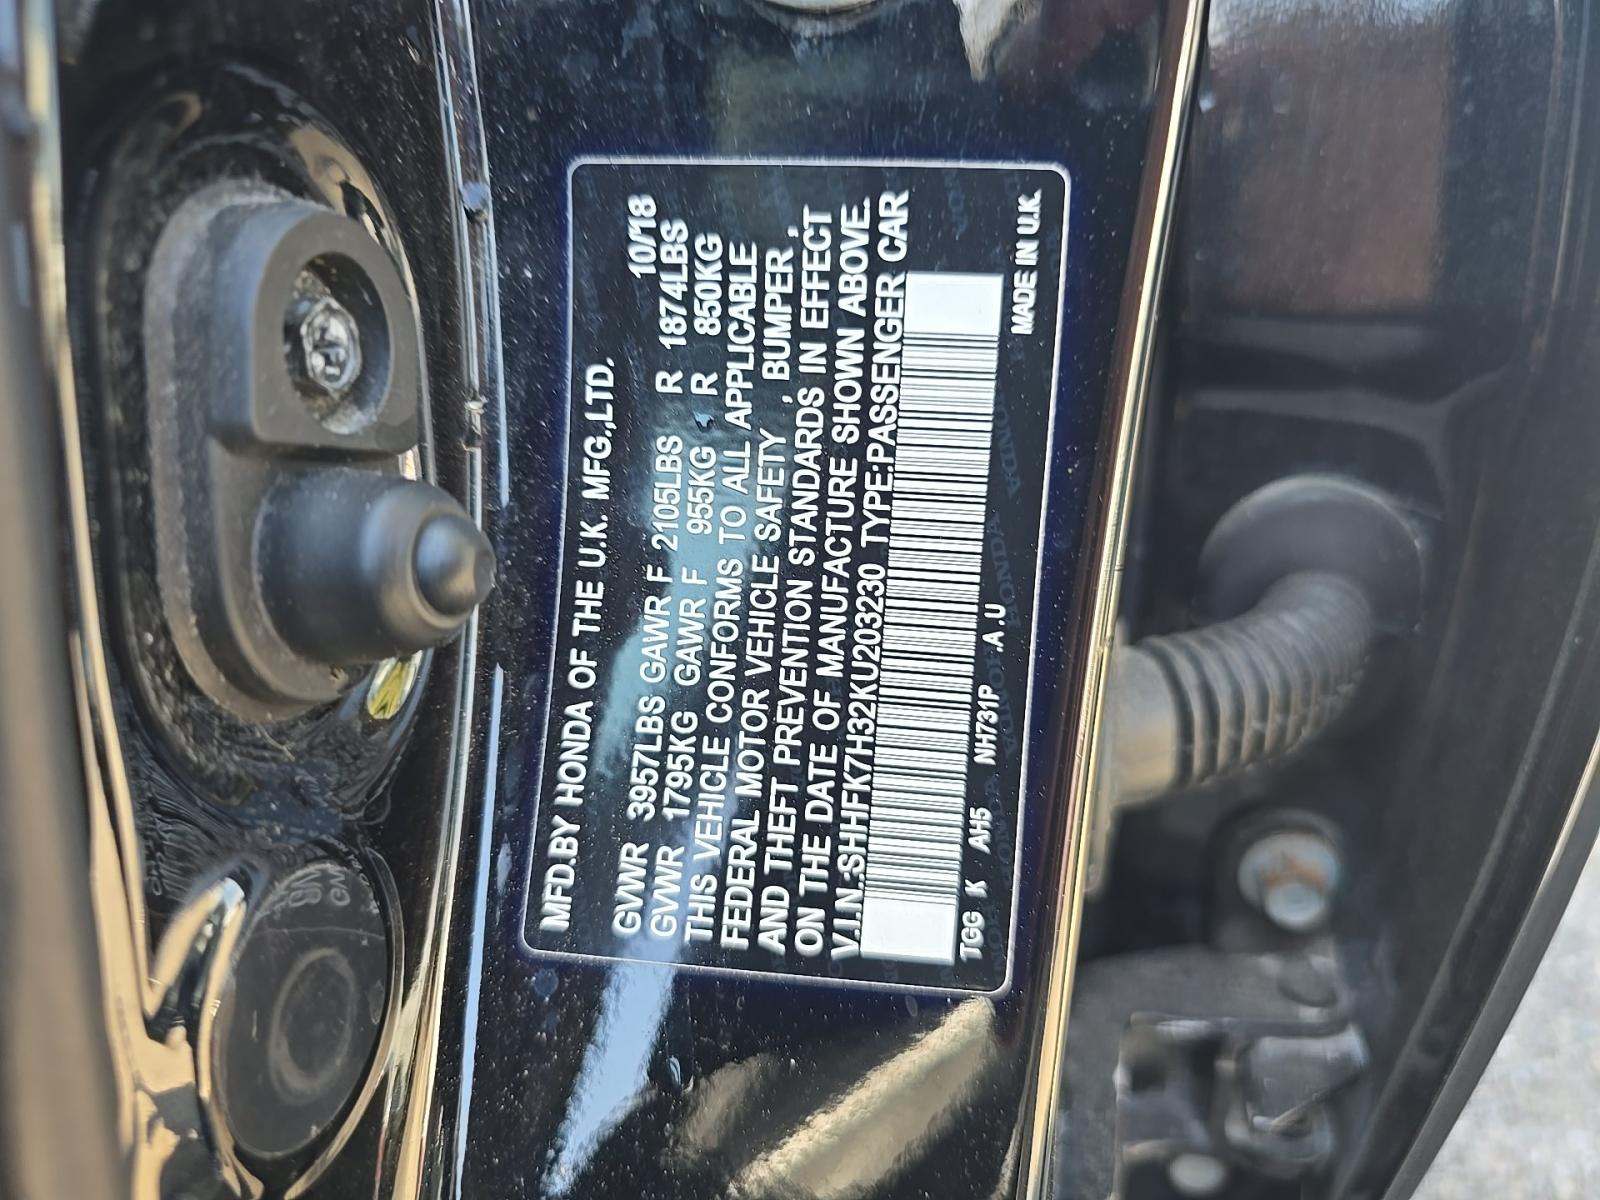 MFD.BY HONDA OF THE U.K. MFG.,LTD. 10/18
GVWR 3957LBS GAWR F 2105LBS R 1874LBS
GVWR 1795KG GAWR F 955KG R 850KG
THIS VEHICLE CONFORMS TO ALL APPLICABLE
FEDERAL MOTOR VEHICLE SAFETY , BUMPER ,
AND THEFT PREVENTION STANDARDS IN EFFECT
ON THE DATE OF MANUFACTURE SHOWN ABOVE.
V.I.N.:SHHFK7H32KU203230 TYPE:PASSENGER CAR
TGG K AH5 NH731P .A.U MADE IN U.K.